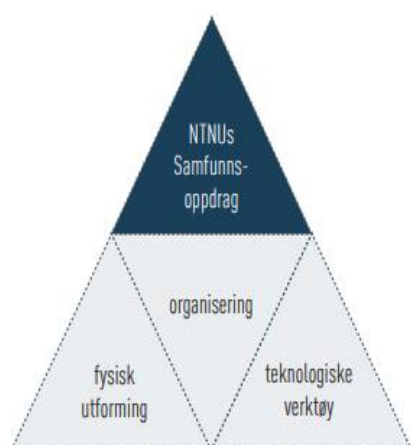 NTNUs
Samfunns-
oppdrag
organisering
fysisk
utforming
teknologiske
verktøy